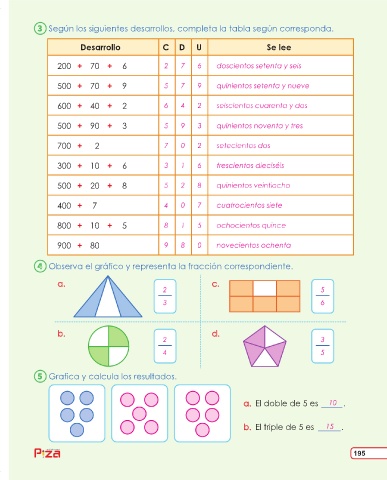 3 Según los siguientes desarrollos, completa la tabla según corresponda.
Desarrollo C D U Se lee
200 + 70 + 6 2 7 6 doscientos setenta y seis
500 + 70 + 9 5 7 9 quinientos setenta y nueve
600 + 40 + 2 6 4 2 seiscientos cuarenta y dos
500 + 90 + 3 5 9 3 quinientos noventa y tres
700 + 2 7 0 2 setecientos dos
300 + 10 + 6 3 1 6 trescientos dieciséis
500 + 20 + 8 5 2 8 quinientos veintiocho
400 + 7 4 0 7 cuatrocientos siete
800 + 10 + 5 8 1 5 ochocientos quince
900 + 80 9 8 0 novecientos ochenta
4 Observa el gráfico y representa la fracción correspondiente.
a. 2/3
c. 5/6
b. 2/4
d. 3/5
5 Grafica y calcula los resultados.
a. El doble de 5 es 10.
b. El triple de 5 es 15.
Piza
195